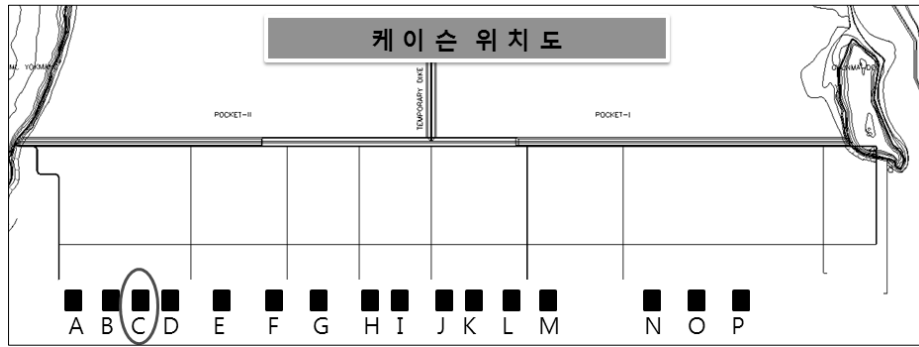 케 이 슨 위 치 도
POCKET-II
TEMPORARY DIKE
POCKET-I
A B C D E F G H I J K L M N O P